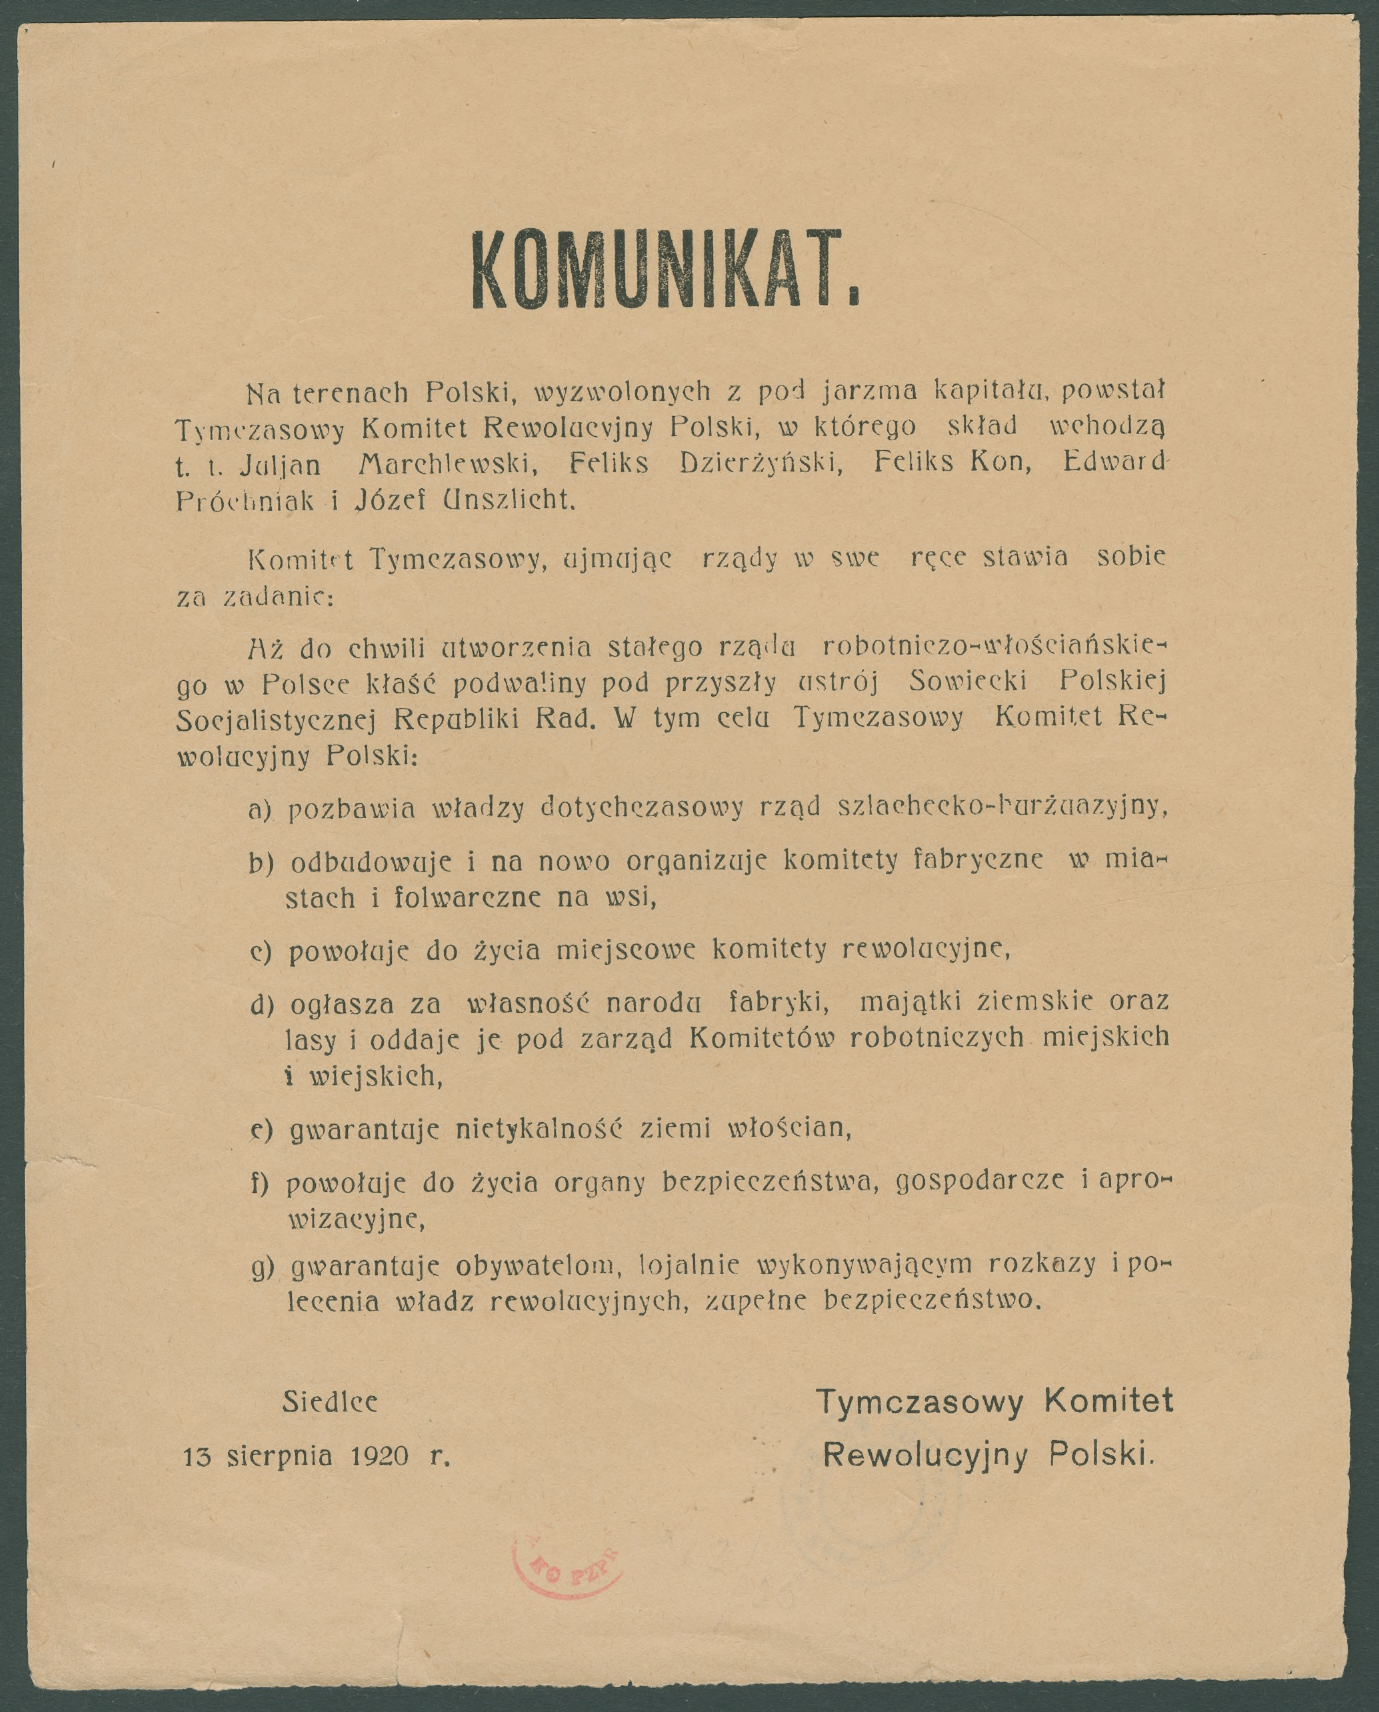 KOMUNIKAT.
Na terenach Polski, wyzwolonych z pod jarzma kapitału, powstał
Tymczasowy Komitet Rewolucyjny Polski, w którego skład wchodzą
t. t. Juljan Marchlewski, Feliks Dzierżyński, Feliks Kon, Edward
Próchniak i Józef Unszlicht.
Komitet Tymczasowy, ujmując rządy w swe ręce stawia sobie
za zadanie:
Aż do chwili utworzenia stałego rządu robotniczo-włościańskie-
go w Polsce kłaść podwaliny pod przyszły ustrój Sowiecki Polskiej
Socjalistycznej Republiki Rad. W tym celu Tymczasowy Komitet Re-
wolucyjny Polski:
a) pozbawia władzy dotychczasowy rząd szlachecko-burżuazyjny,
b) odbudowuje i na nowo organizuje komitety fabryczne w mia-
stach i folwarczne na wsi,
c) powołuje do życia miejscowe komitety rewolucyjne,
d) ogłasza za własność narodu fabryki, majątki ziemskie oraz
lasy i oddaje je pod zarząd Komitetów robotniczych miejskich
i wiejskich,
e) gwarantuje nietykalność ziemi włościan,
f) powołuje do życia organy bezpieczeństwa, gospodarcze i apro-
wizacyjne,
g) gwarantuje obywatelom, lojalnie wykonywającym rozkazy i po-
lecenia władz rewolucyjnych, zupełne bezpieczeństwo.
Siedlce
13 sierpnia 1920 r.
Tymczasowy Komitet
Rewolucyjny Polski.
KC PZPR